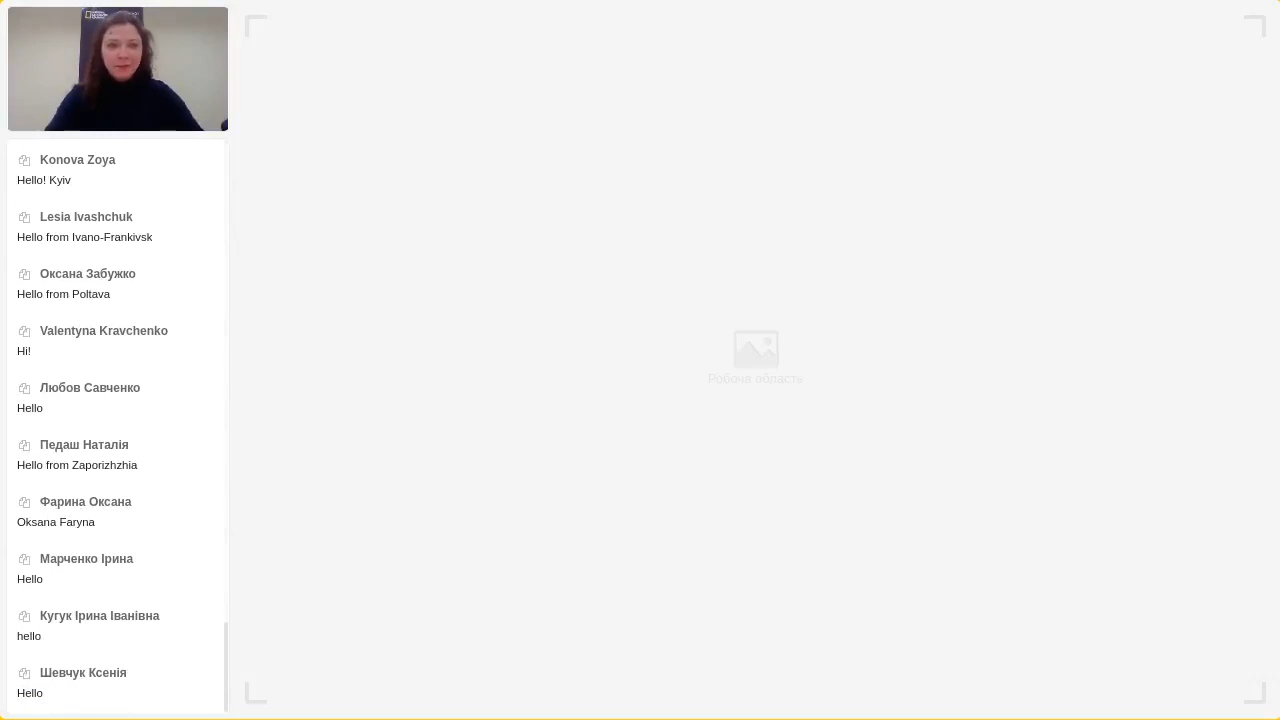 Konova Zoya
Hello! Kyiv
Lesia Ivashchuk
Hello from Ivano-Frankivsk
Оксана Забужко
Hello from Poltava
Valentyna Kravchenko
Hi!
Любов Савченко
Hello
Педаш Наталія
Hello from Zaporizhzhia
Фарина Оксана
Oksana Faryna
Марченко Ірина
Hello
Кугук Ірина Іванівна
hello
Шевчук Ксенія
Hello
Робоча область